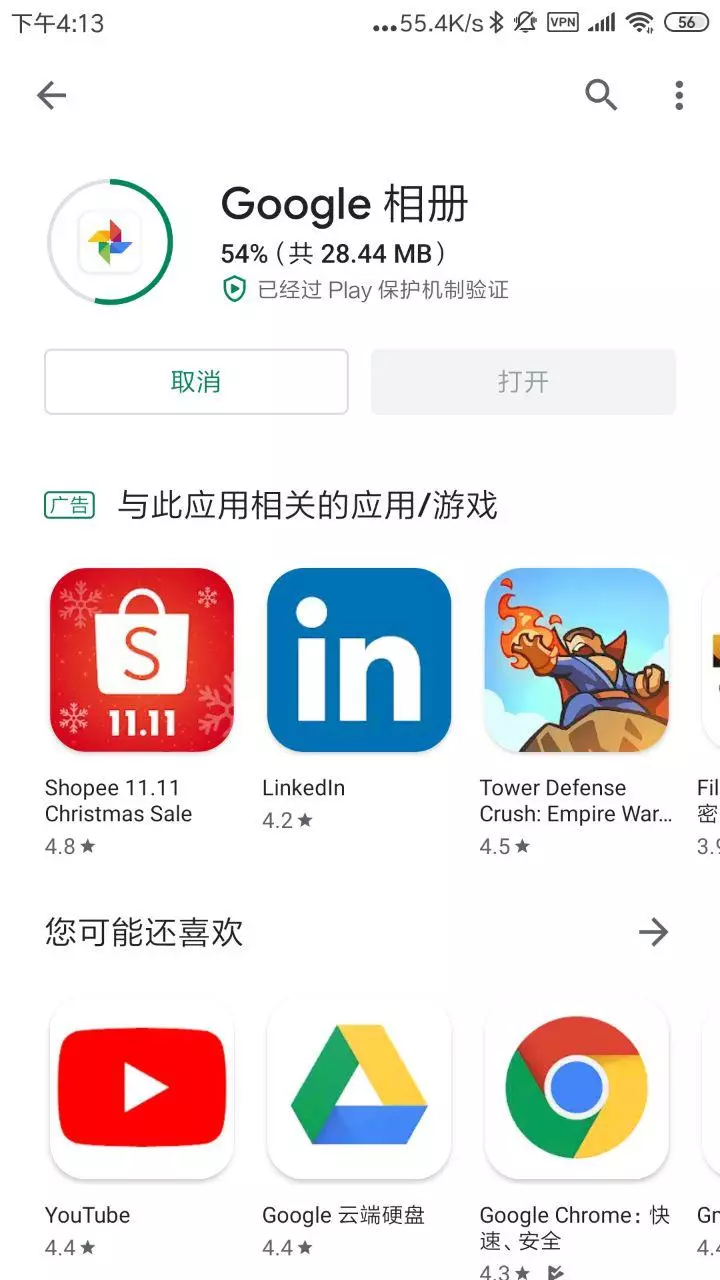 下午4:13
...55.4K/s VPN 56
Google 相册
54%（共 28.44 MB）
已经过 Play 保护机制验证
取消
打开
广告 与此应用相关的应用/游戏
S
11.11
in
Shopee 11.11
Christmas Sale
4.8★
LinkedIn
4.2★
Tower Defense
Crush: Empire War...
4.5★
Fil
密
3.9
您可能还喜欢
YouTube
4.4★
Google 云端硬盘
4.4★
Google Chrome：快
速、安全
4.3★
4.4